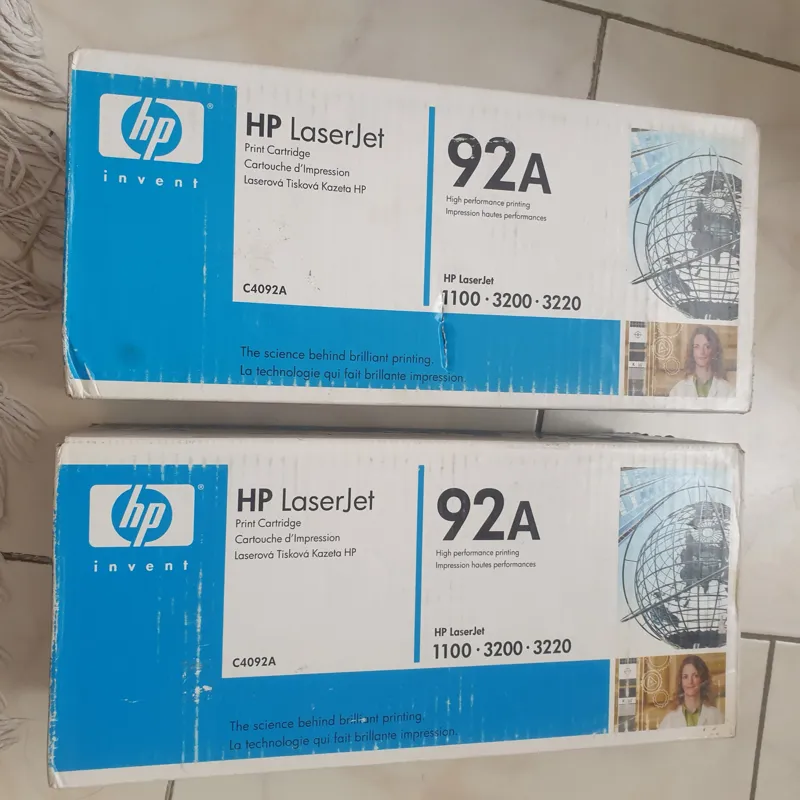 hp
®
invent
HP LaserJet
Print Cartridge
Cartouche d'Impression
Laserová Tisková Kazeta HP
C4092A
92A
High performance printing
Impression hautes performances
HP LaserJet
1100 · 3200 · 3220
The science behind brilliant printing.
La technologie qui fait brillante impression.
hp
®
invent
HP LaserJet
Print Cartridge
Cartouche d'Impression
Laserová Tisková Kazeta HP
C4092A
92A
High performance printing
Impression hautes performances
HP LaserJet
1100 · 3200 · 3220
The science behind brilliant printing.
La technologie qui fait brillante impression.